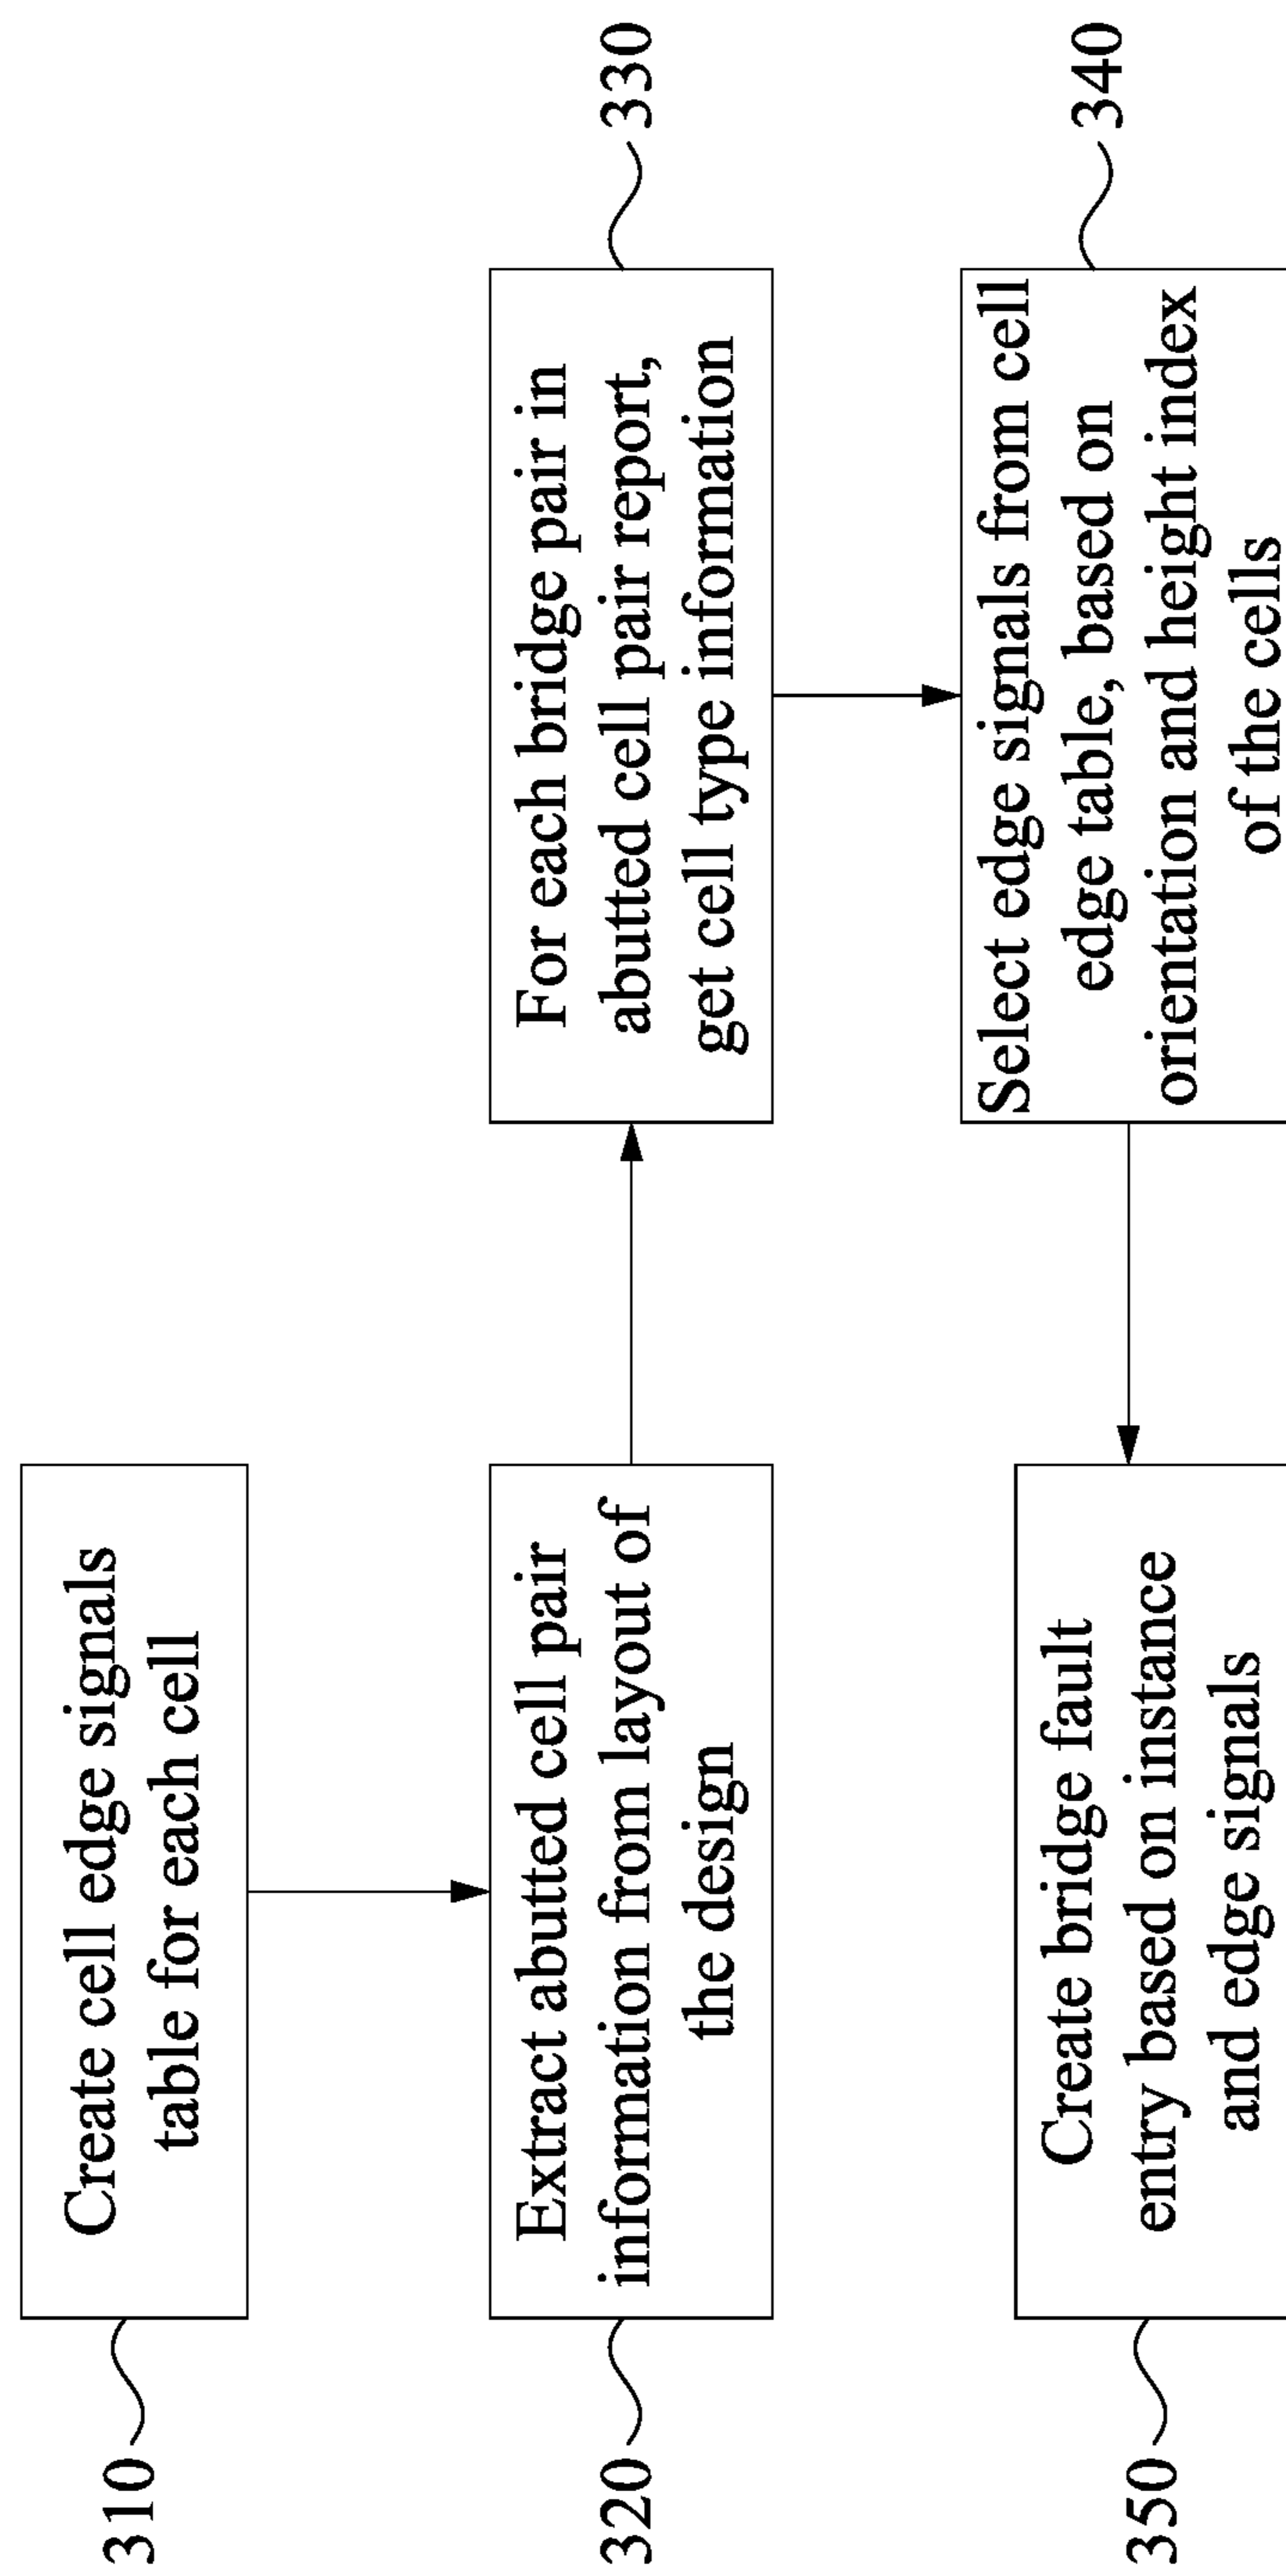 310
Create cell edge signals
table for each cell
320
Extract abutted cell pair
information from layout of
the design
330
For each bridge pair in
abutted cell pair report,
get cell type information
340
Select edge signals from cell
edge table, based on
orientation and height index
of the cells
350
Create bridge fault
entry based on instance
and edge signals